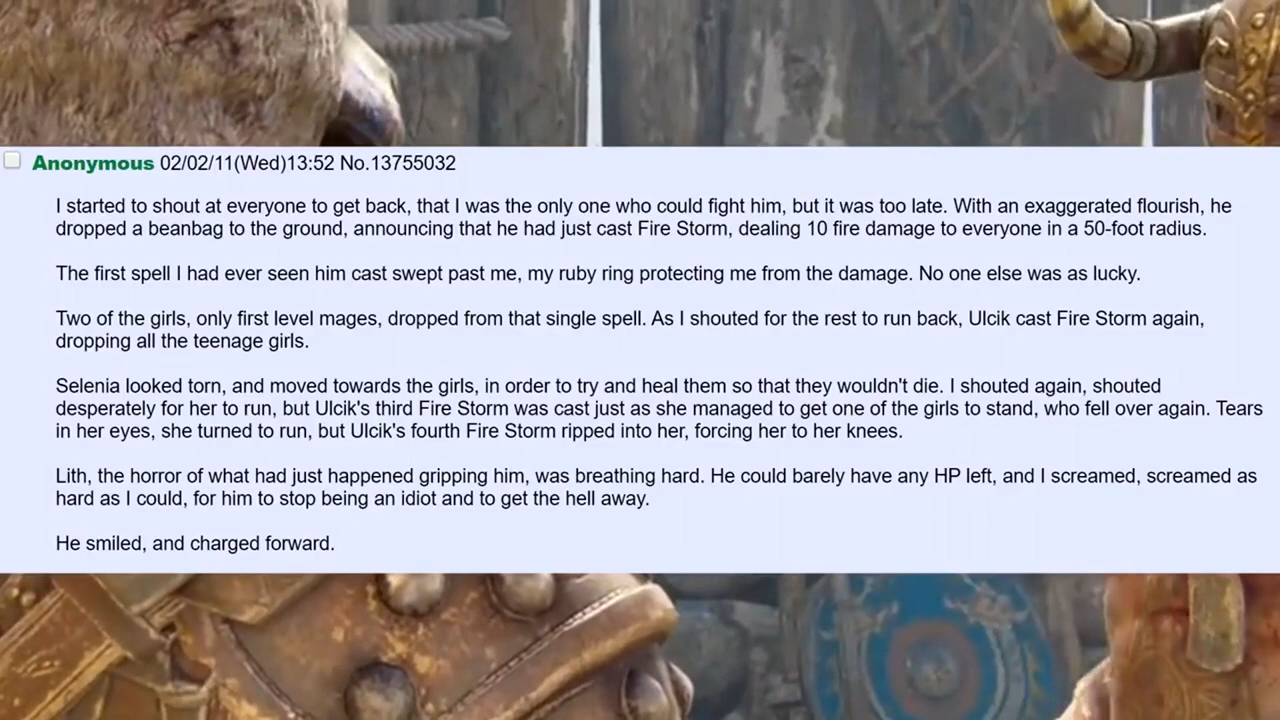 Anonymous 02/02/11(Wed)13:52 No.13755032
I started to shout at everyone to get back, that I was the only one who could fight him, but it was too late. With an exaggerated flourish, he
dropped a beanbag to the ground, announcing that he had just cast Fire Storm, dealing 10 fire damage to everyone in a 50-foot radius.
The first spell I had ever seen him cast swept past me, my ruby ring protecting me from the damage. No one else was as lucky.
Two of the girls, only first level mages, dropped from that single spell. As I shouted for the rest to run back, Ulcik cast Fire Storm again,
dropping all the teenage girls.
Selenia looked torn, and moved towards the girls, in order to try and heal them so that they wouldn't die. I shouted again, shouted
desperately for her to run, but Ulcik's third Fire Storm was cast just as she managed to get one of the girls to stand, who fell over again. Tears
in her eyes, she turned to run, but Ulcik's fourth Fire Storm ripped into her, forcing her to her knees.
Lith, the horror of what had just happened gripping him, was breathing hard. He could barely have any HP left, and I screamed, screamed as
hard as I could, for him to stop being an idiot and to get the hell away.
He smiled, and charged forward.